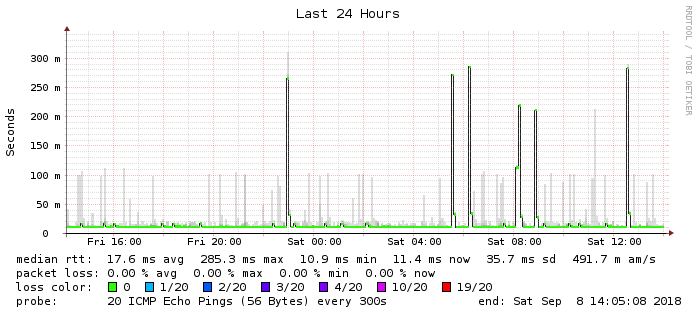 Last 24 Hours
RRDTOOL / TOBI OETIKER
Seconds
300 m
250 m
200 m
150 m
100 m
50 m
0
Fri 16:00 Fri 20:00 Sat 00:00 Sat 04:00 Sat 08:00 Sat 12:00
median rtt: 17.6 ms avg 285.3 ms max 10.9 ms min 11.4 ms now 35.7 ms sd 491.7 m am/s
packet loss: 0.00 % avg 0.00 % max 0.00 % min 0.00 % now
loss color: 0 1/20 2/20 3/20 4/20 10/20 19/20
probe: 20 ICMP Echo Pings (56 Bytes) every 300s end: Sat Sep 8 14:05:08 2018